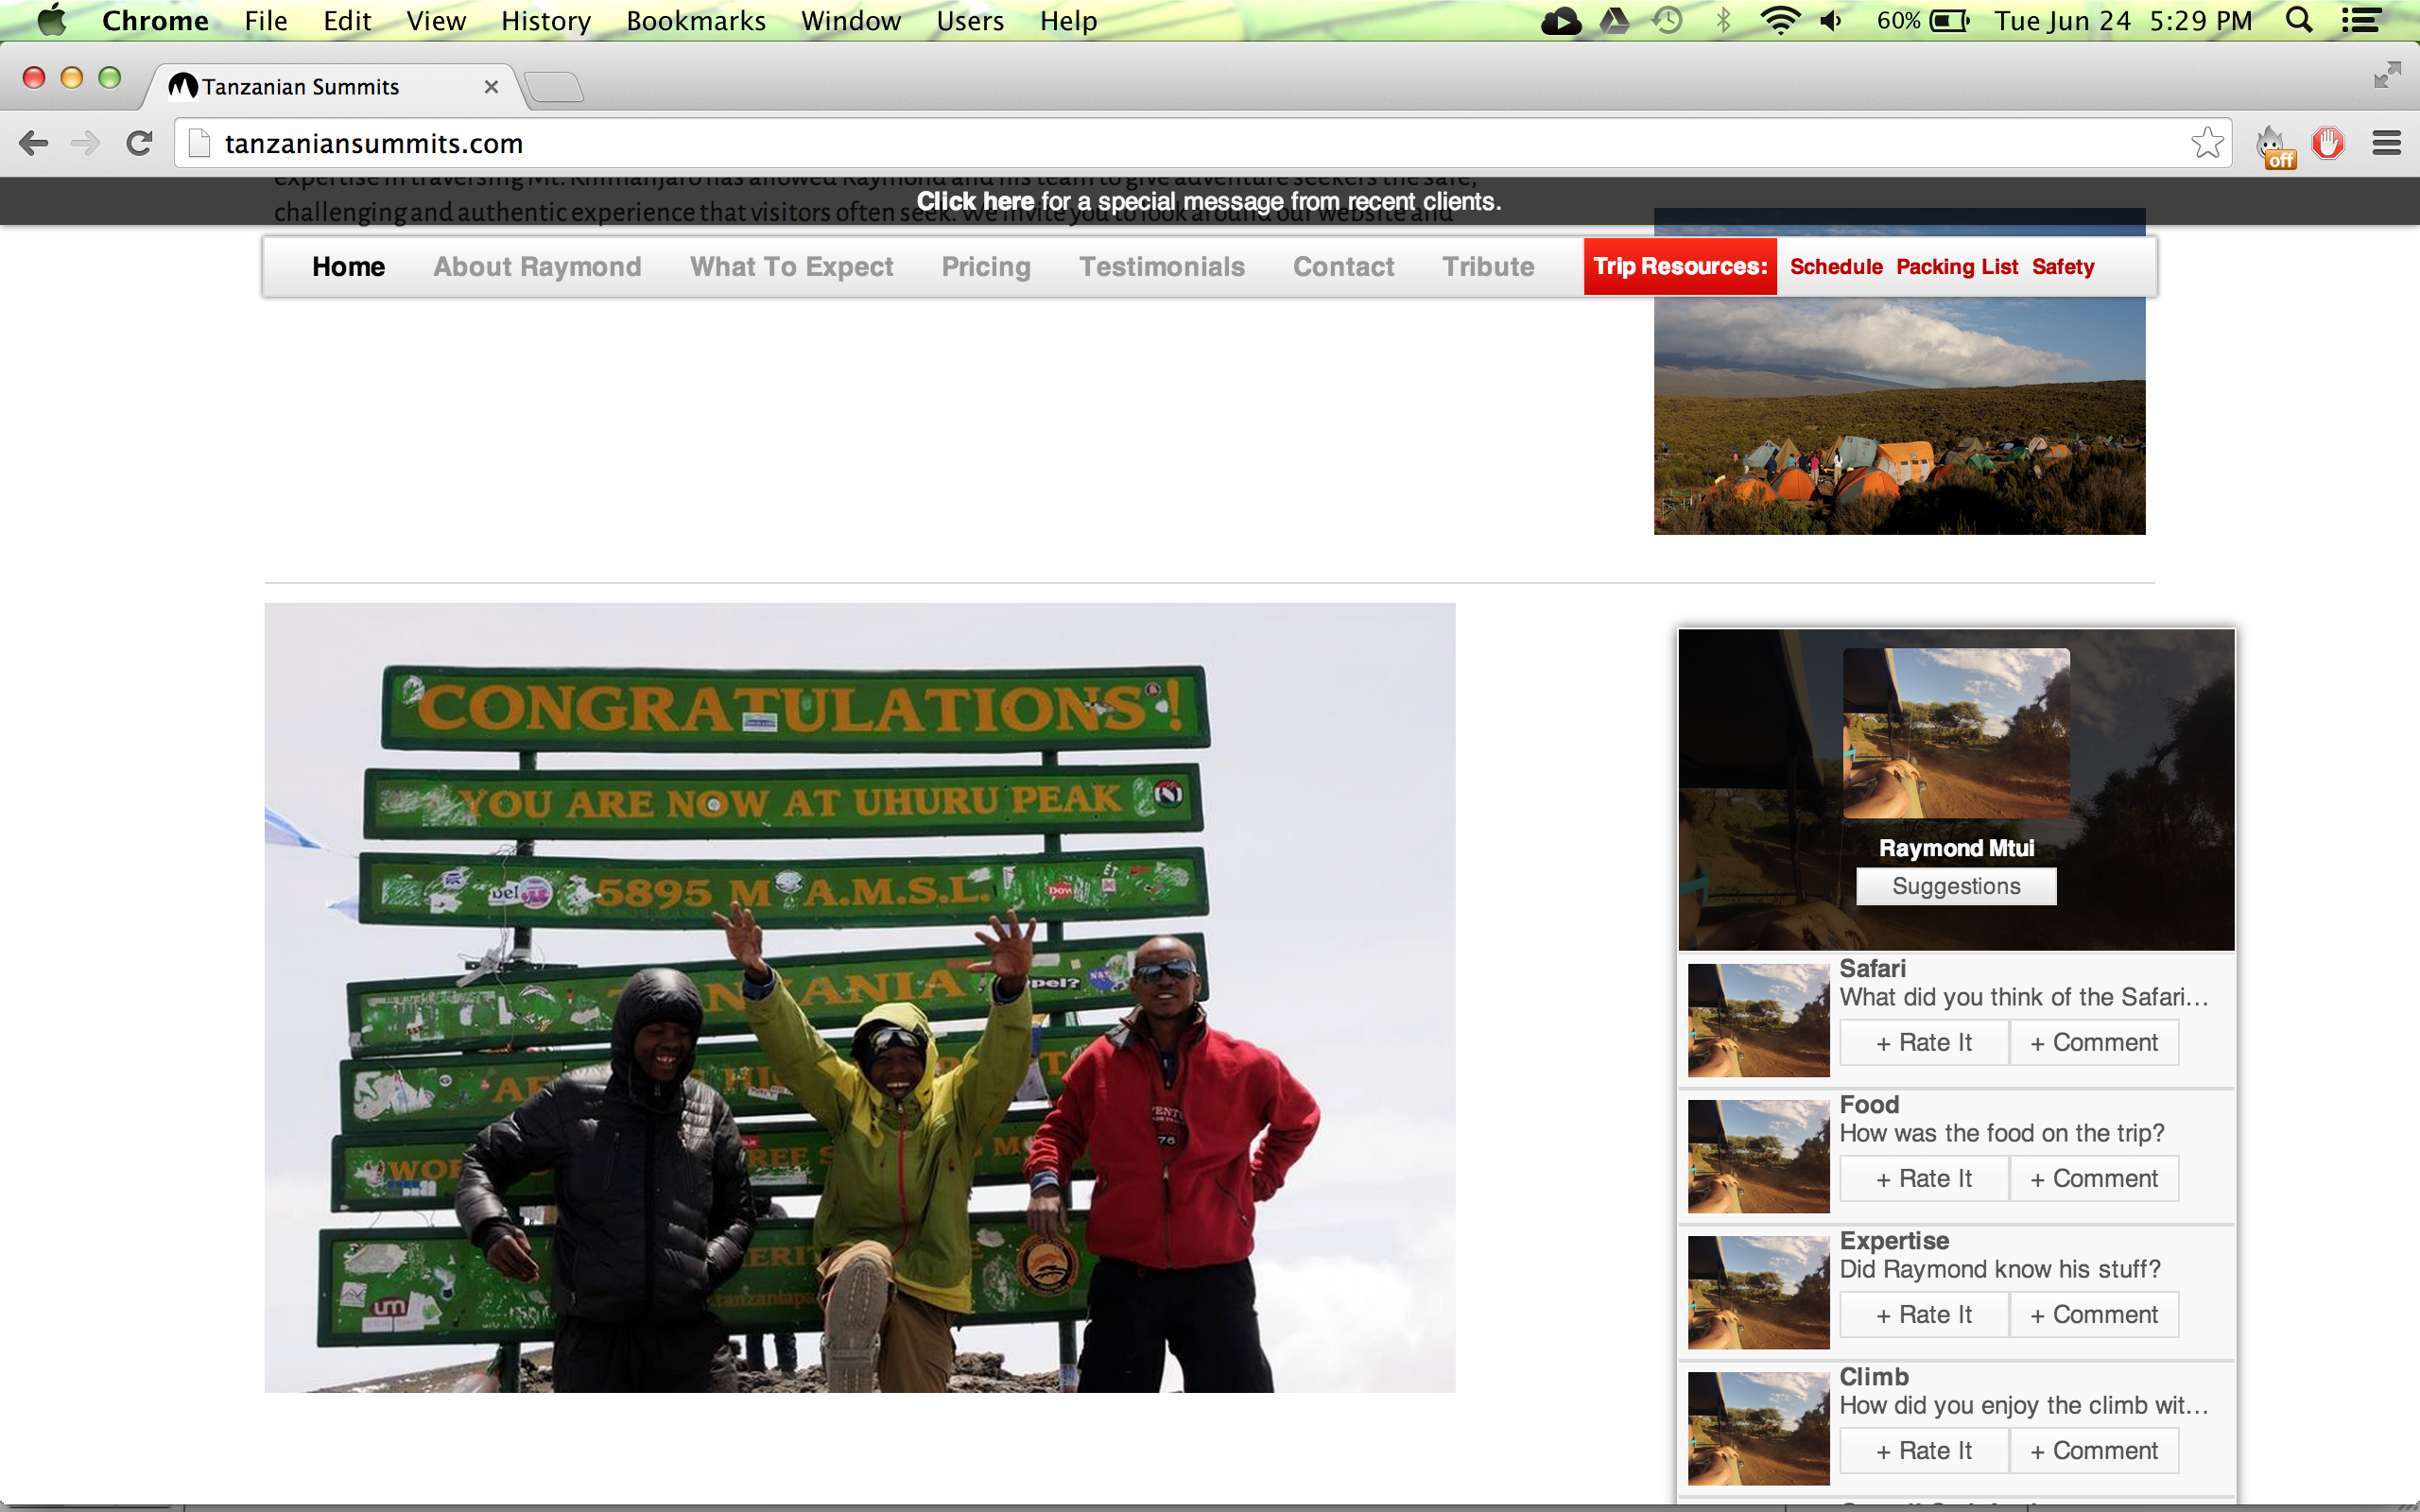 Chrome File Edit View History Bookmarks Window Users Help 60% Tue Jun 24 5:29 PM
Tanzanian Summits
tanzaniansummits.com
off
expertise in traversing Mt. Kilimanjaro has allowed Raymond and his team to give adventure seekers the safe,
challenging and authentic experience that visitors often seek. We invite you to look around our website and
Click here for a special message from recent clients.
Home About Raymond What To Expect Pricing Testimonials Contact Tribute Trip Resources: Schedule Packing List Safety
CONGRATULATIONS!
YOU ARE NOW AT UHURU PEAK
5895 M A.M.S.L.
TANZANIA
um
76
Raymond Mtui
Suggestions
Safari
What did you think of the Safari...
+ Rate It + Comment
Food
How was the food on the trip?
+ Rate It + Comment
Expertise
Did Raymond know his stuff?
+ Rate It + Comment
Climb
How did you enjoy the climb wit...
+ Rate It + Comment